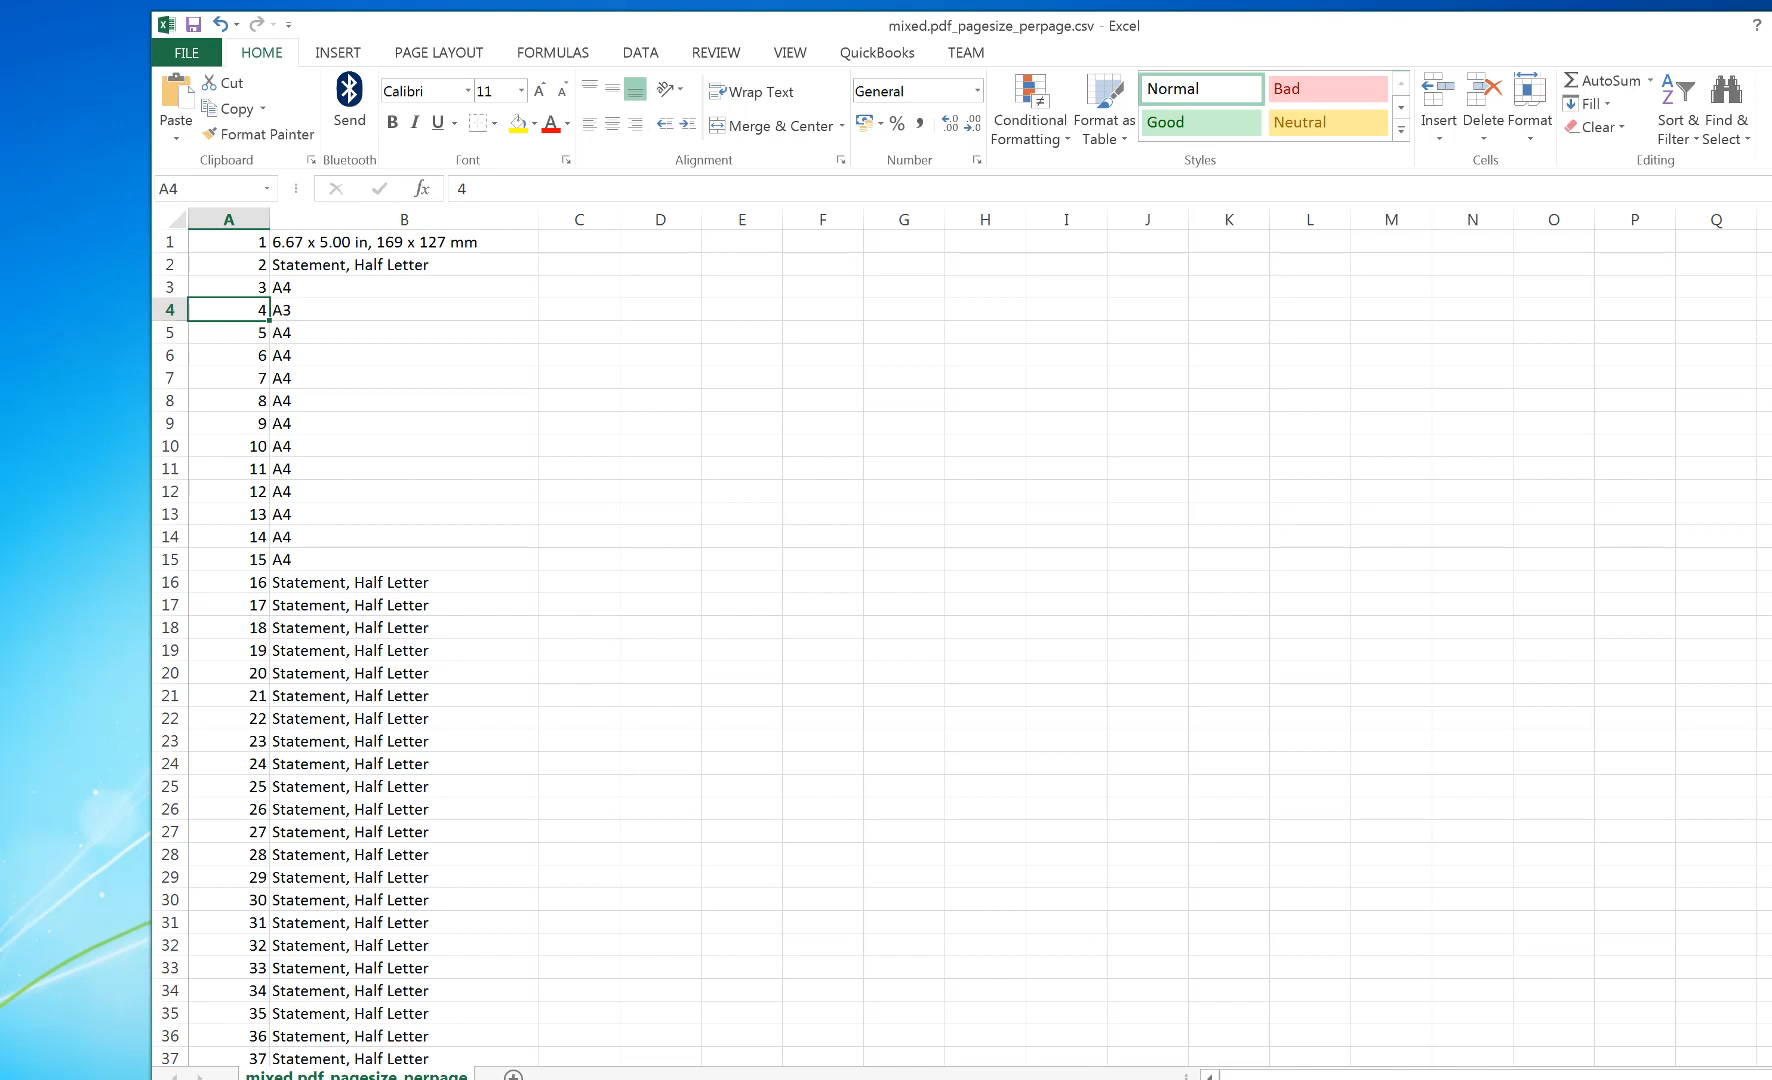 mixed.pdf_pagesize_perpage.csv - Excel
?
FILE HOME INSERT PAGE LAYOUT FORMULAS DATA REVIEW VIEW QuickBooks TEAM
Paste
Cut
Copy
Format Painter
Clipboard
Send
Bluetooth
Calibri 11
B I U A
Font
Wrap Text
Merge & Center
Alignment
General
%
Number
Conditional Formatting
Format as Table
Normal Bad
Good Neutral
Styles
Insert Delete Format
Cells
AutoSum
Fill
Clear
Sort & Filter
Find & Select
Editing
A4 fx 4
A B C D E F G H I J K L M N O P Q
1 1 6.67 x 5.00 in, 169 x 127 mm
2 2 Statement, Half Letter
3 3 A4
4 4 A3
5 5 A4
6 6 A4
7 7 A4
8 8 A4
9 9 A4
10 10 A4
11 11 A4
12 12 A4
13 13 A4
14 14 A4
15 15 A4
16 16 Statement, Half Letter
17 17 Statement, Half Letter
18 18 Statement, Half Letter
19 19 Statement, Half Letter
20 20 Statement, Half Letter
21 21 Statement, Half Letter
22 22 Statement, Half Letter
23 23 Statement, Half Letter
24 24 Statement, Half Letter
25 25 Statement, Half Letter
26 26 Statement, Half Letter
27 27 Statement, Half Letter
28 28 Statement, Half Letter
29 29 Statement, Half Letter
30 30 Statement, Half Letter
31 31 Statement, Half Letter
32 32 Statement, Half Letter
33 33 Statement, Half Letter
34 34 Statement, Half Letter
35 35 Statement, Half Letter
36 36 Statement, Half Letter
37 37 Statement, Half Letter
mixed.pdf_pagesize_perpage